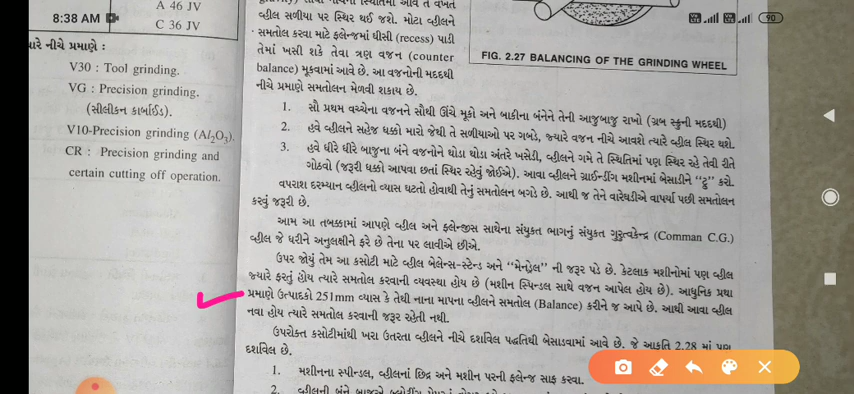 8:38 AM
A 46 JV
C 36 JV
90
નીચે પ્રમાણે :
V30 : Tool grinding.
VG : Precision grinding.
(સીલીકન કાર્બાઈડ).
V10-Precision grinding (Al₂O₃).
CR : Precision grinding and
certain cutting off operation.
વ્હીલ સળીયા પર સ્થિર થઈ જશે. મોટા વ્હીલને
સમતોલ કરવા માટે ફ્લેન્જમાં ઘીસી (recess) પાડી
તેમાં ખસી શકે તેવા ત્રણ વજન (counter
balance) મૂકવામાં આવે છે. આ વજનોની મદદથી
નીચે પ્રમાણે સમતોલન મેળવી શકાય છે.
FIG. 2.27 BALANCING OF THE GRINDING WHEEL
1. સૌ પ્રથમ વચ્ચેના વજનને સૌથી ઊંચે મૂકો અને બાકીના બંનેને તેની આજુબાજુ રાખો (ગ્રબ સ્ક્રુની મદદથી)
2. હવે વ્હીલને સહેજ ધક્કો મારો જેથી તે સળીયાઓ પર ગબડે, જ્યારે વજન નીચે આવશે ત્યારે વ્હીલ સ્થિર થશે.
3. હવે ધીરે ધીરે બાજુના બંને વજનોને થોડા થોડા અંતરે ખસેડી, વ્હીલને ગમે તે સ્થિતિમાં પણ સ્થિર રહે તેવી રીતે
ગોઠવો (જરૂરી ધક્કો આપવા છતાં સ્થિર રહેવું જોઈએ). આવા વ્હીલને ગ્રાઈન્ડીંગ મશીનમાં બેસાડીને “ટ્રુ” કરો.
વપરાશ દરમ્યાન વ્હીલનો વ્યાસ ઘટતો હોવાથી તેનું સમતોલન બગડે છે. આથી જ તેને વારેઘડીએ વાપર્યા પછી સમતોલન
કરવું જરૂરી છે.
આમ આ તબક્કામાં આપણે વ્હીલ અને ફ્લેન્જીસ સાથેના સંયુક્ત ભાગનું સંયુક્ત ગુરુત્વકેન્દ્ર (Comman C.G.)
વ્હીલ જે ધરીને અનુલક્ષીને ફરે છે તેના પર લાવીએ છીએ.
ઉપર જોયું તેમ આ કસોટી માટે વ્હીલ બેલેન્સ-સ્ટેન્ડ અને “મેન્ડ્રેલ” ની જરૂર પડે છે. કેટલાક મશીનોમાં પણ વ્હીલ
જ્યારે ફરતું હોય ત્યારે સમતોલ કરવાની વ્યવસ્થા હોય છે (મશીન સ્પિન્ડલ સાથે વજન આપેલ હોય છે). આધુનિક પ્રથા
પ્રમાણે ઉત્પાદકો 251mm વ્યાસ કે તેથી નાના માપના વ્હીલને સમતોલ (Balance) કરીને જ આપે છે. આથી આવા વ્હીલ
નવા હોય ત્યારે સમતોલ કરવાની જરૂર રહેતી નથી.
ઉપરોક્ત કસોટીમાંથી ખરા ઉતરતા વ્હીલને નીચે દર્શાવેલ પદ્ધતિથી બેસાડવામાં આવે છે. જે આકૃતિ 2.28 માં પણ
દર્શાવેલ છે.
1. મશીનના સ્પીન્ડલ, વ્હીલનાં છિદ્ર અને મશીન પરની ફ્લેન્જ સાફ કરવા.
2. વ્હીલની બંને બાજુએ